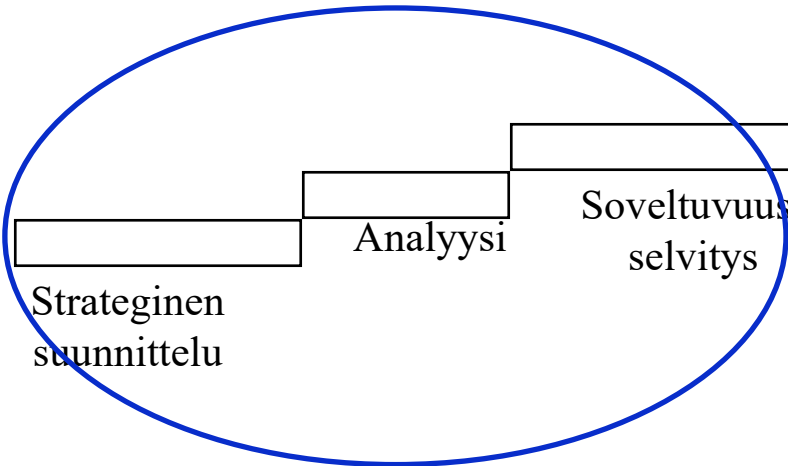 Strateginen
suunnittelu
Analyysi
Soveltuvuus
selvitys